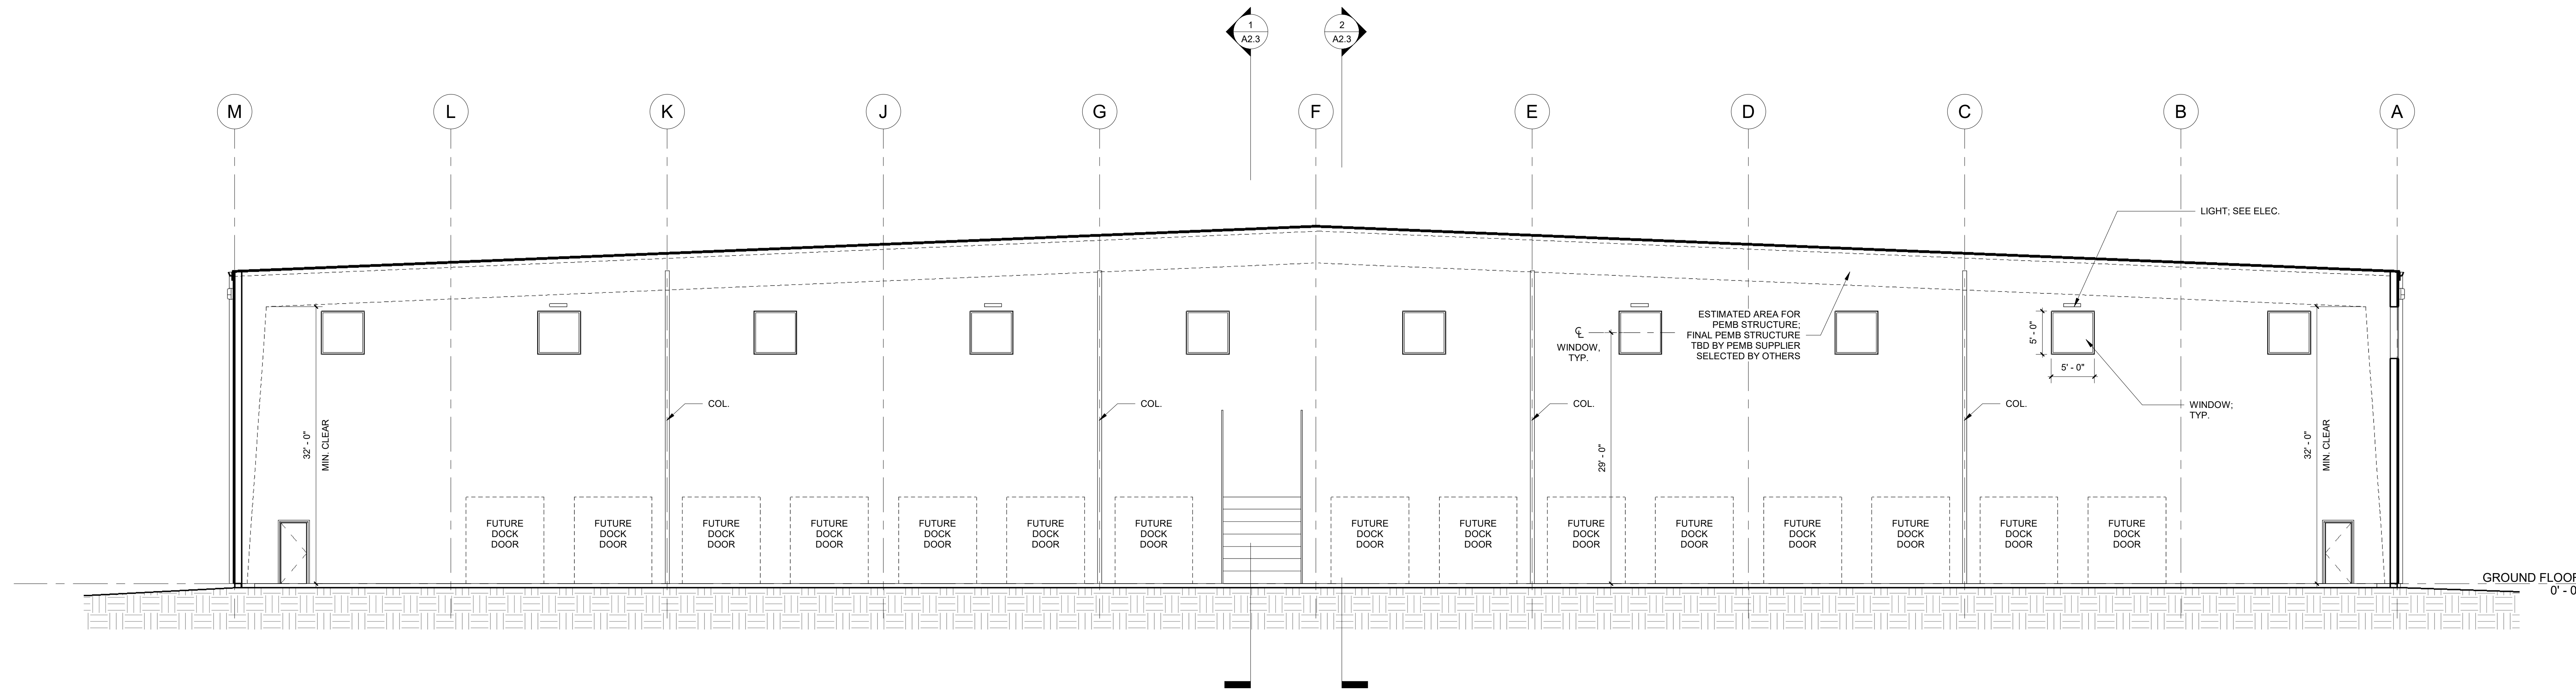 1
A2.3
2
A2.3
M
L
K
J
G
F
E
D
C
B
A
LIGHT; SEE ELEC.
ESTIMATED AREA FOR
PEMB STRUCTURE;
FINAL PEMB STRUCTURE
TBD BY PEMB SUPPLIER
SELECTED BY OTHERS
℄
WINDOW,
TYP.
5' - 0"
5' - 0"
WINDOW;
TYP.
COL.
COL.
COL.
COL.
32' - 0"
MIN. CLEAR
29' - 0"
32' - 0"
MIN. CLEAR
FUTURE
DOCK
DOOR
FUTURE
DOCK
DOOR
FUTURE
DOCK
DOOR
FUTURE
DOCK
DOOR
FUTURE
DOCK
DOOR
FUTURE
DOCK
DOOR
FUTURE
DOCK
DOOR
FUTURE
DOCK
DOOR
FUTURE
DOCK
DOOR
FUTURE
DOCK
DOOR
FUTURE
DOCK
DOOR
FUTURE
DOCK
DOOR
FUTURE
DOCK
DOOR
FUTURE
DOCK
DOOR
FUTURE
DOCK
DOOR
GROUND FLOOR
0' - 0